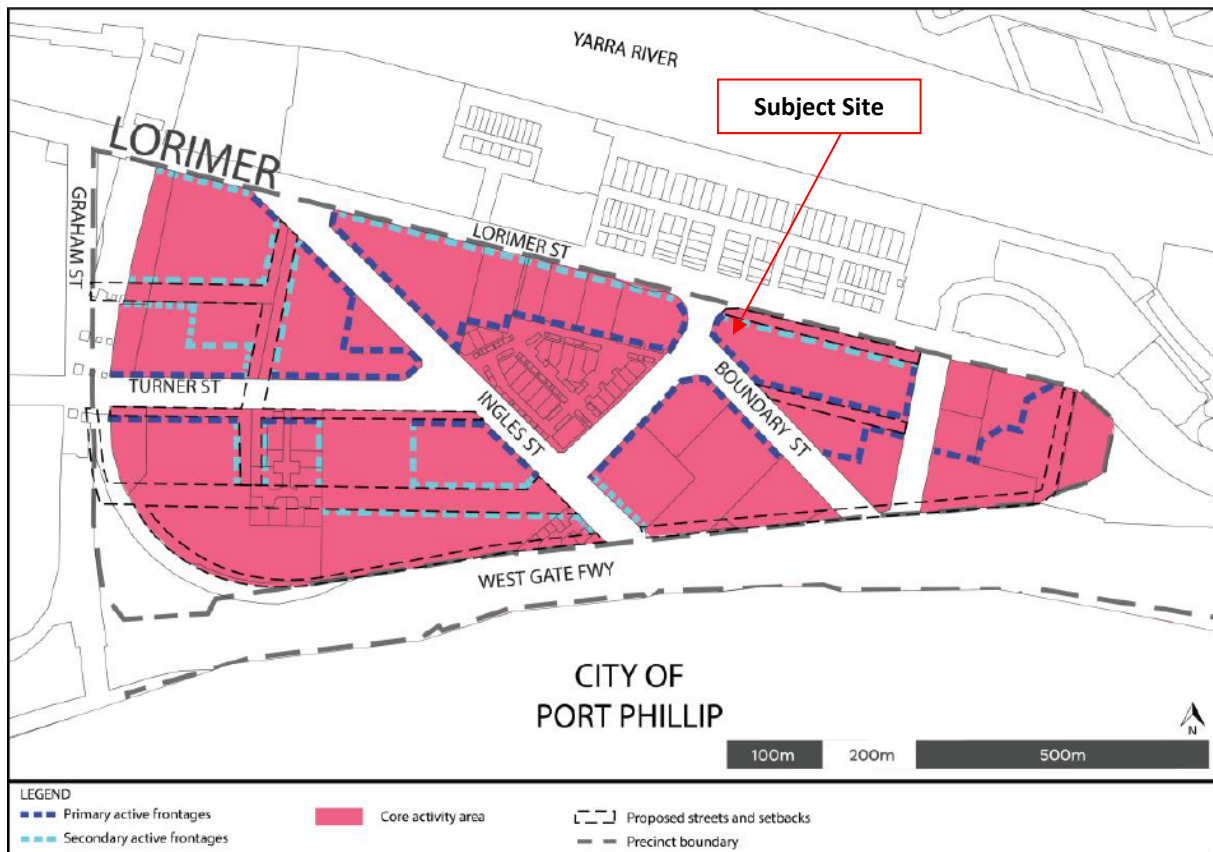 YARRA RIVER
Subject Site
LORIMER
GRAHAM ST
LORIMER ST
TURNER ST
INGLES ST
BOUNDARY ST
WEST GATE FWY
CITY OF
PORT PHILLIP
N
100m 200m 500m
LEGEND
Primary active frontages
Secondary active frontages
Core activity area
Proposed streets and setbacks
Precinct boundary